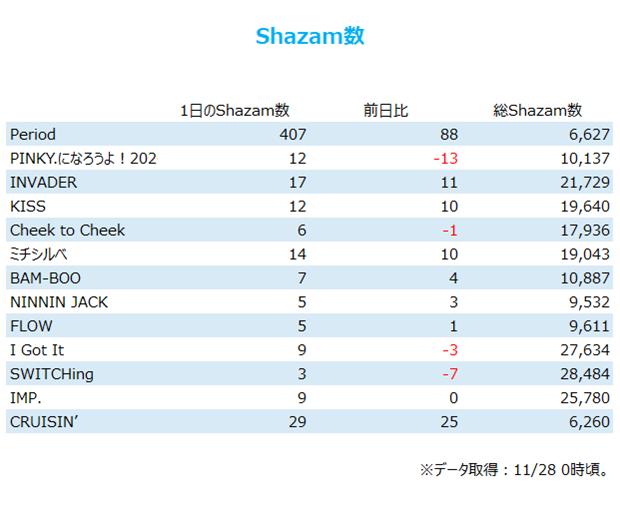 Shazam数
1日のShazam数 前日比 総Shazam数
Period 407 88 6,627
PINKY.になろうよ！202 12 -13 10,137
INVADER 17 11 21,729
KISS 12 10 19,640
Cheek to Cheek 6 -1 17,936
ミチシルベ 14 10 19,043
BAM-BOO 7 4 10,887
NINNIN JACK 5 3 9,532
FLOW 5 1 9,611
I Got It 9 -3 27,634
SWITCHing 3 -7 28,484
IMP. 9 0 25,780
CRUISIN’ 29 25 6,260
※データ取得：11/28 0時頃。